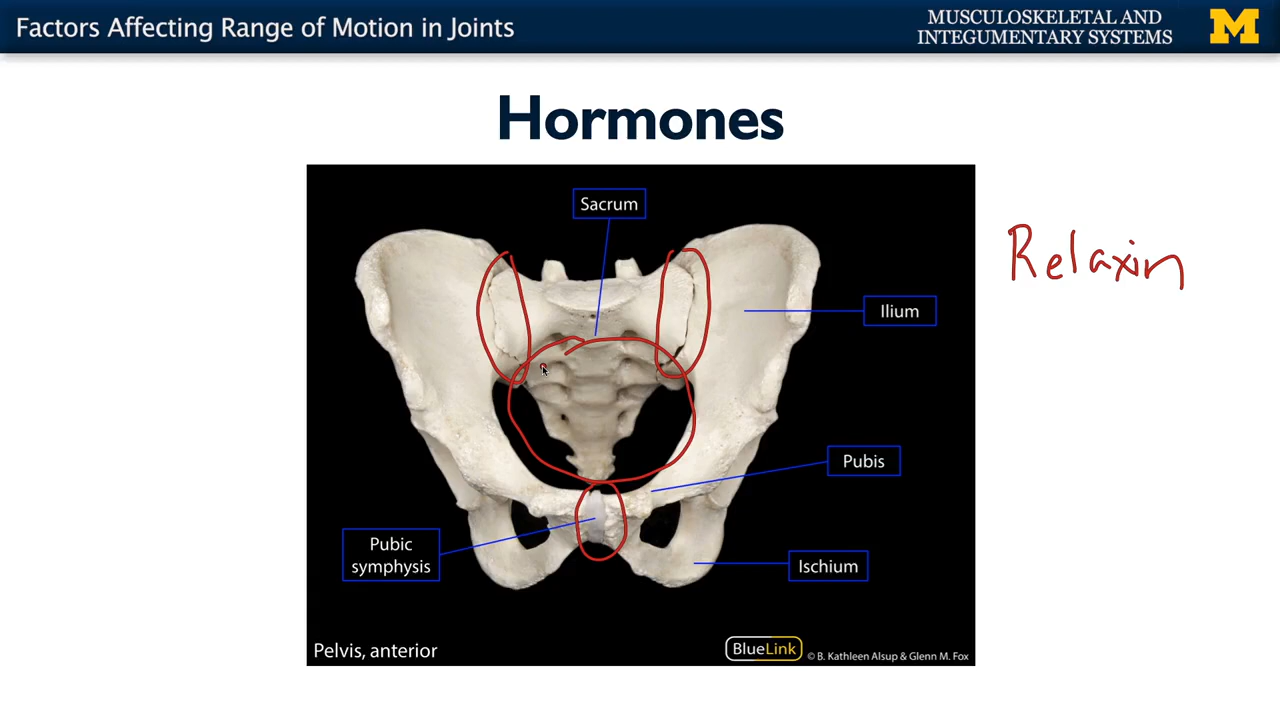 Factors Affecting Range of Motion in Joints
MUSCULOSKELETAL AND
INTEGUMENTARY SYSTEMS
M
Hormones
Sacrum
Relaxin
Ilium
Pubis
Pubic
symphysis
Ischium
Pelvis, anterior
BlueLink
© B. Kathleen Alsup & Glenn M. Fox